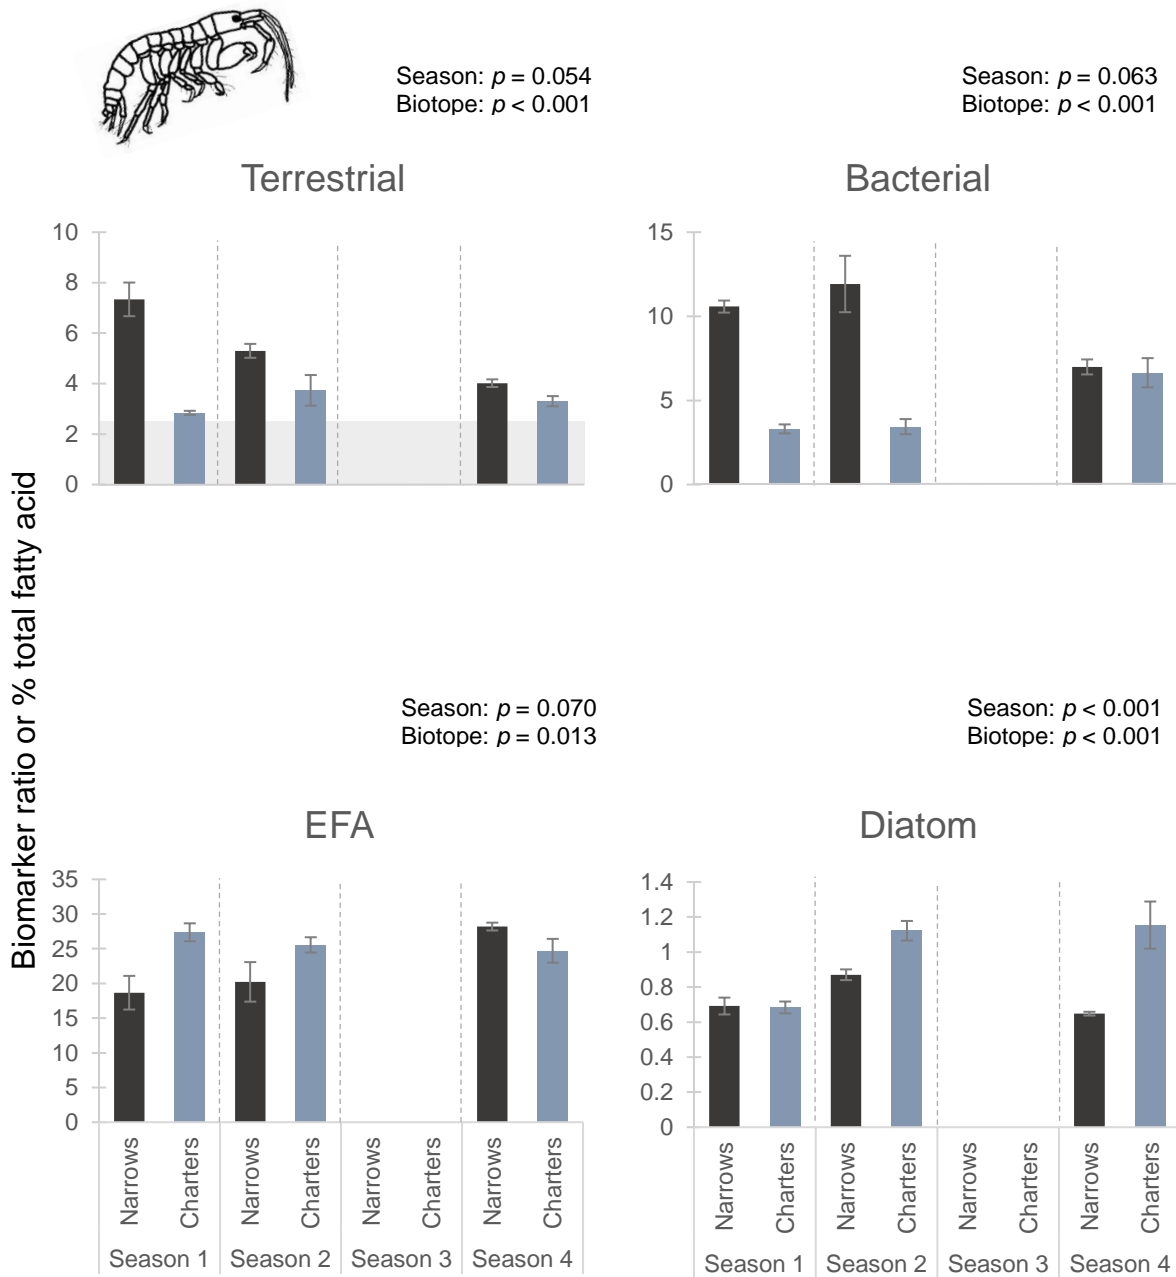 Season: p = 0.054
Biotope: p < 0.001
Season: p = 0.063
Biotope: p < 0.001
Terrestrial
Bacterial
10
8
6
4
2
0
15
10
5
0
Biomarker ratio or % total fatty acid
Season: p = 0.070
Biotope: p = 0.013
Season: p < 0.001
Biotope: p < 0.001
EFA
Diatom
35
30
25
20
15
10
5
0
1.4
1.2
1
0.8
0.6
0.4
0.2
0
Narrows
Charters
Narrows
Charters
Narrows
Charters
Narrows
Charters
Season 1
Season 2
Season 3
Season 4
Narrows
Charters
Narrows
Charters
Narrows
Charters
Narrows
Charters
Season 1
Season 2
Season 3
Season 4